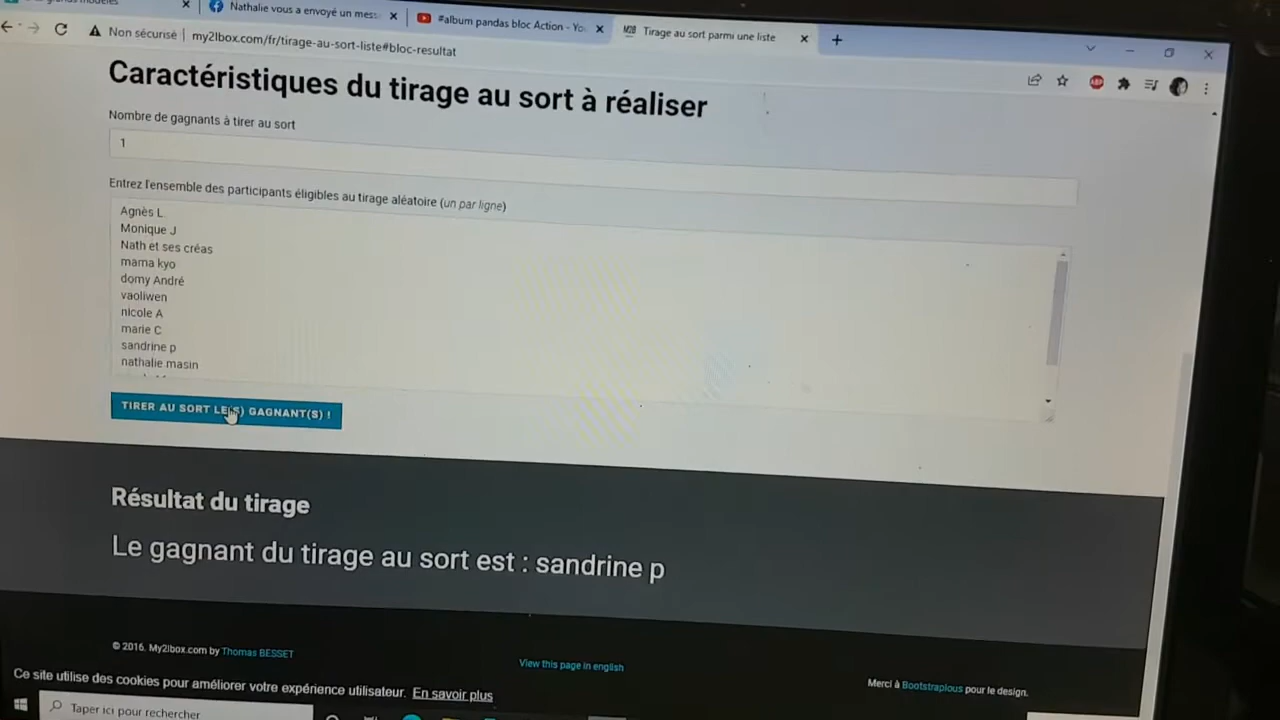 Nathalie vous a envoyé un mess
#album pandas bloc Action - Yo
M2B Tirage au sort parmi une liste
Non sécurisé | my2lbox.com/fr/tirage-au-sort-liste#bloc-resultat
Caractéristiques du tirage au sort à réaliser
Nombre de gagnants à tirer au sort
1
Entrez l'ensemble des participants éligibles au tirage aléatoire (un par ligne)
Agnès L
Monique J
Nath et ses créas
mama kyo
domy André
vaoliwen
nicole A
marie C
sandrine p
nathalie masin
TIRER AU SORT LE(S) GAGNANT(S) !
Résultat du tirage
Le gagnant du tirage au sort est : sandrine p
© 2016. My2lbox.com by Thomas BESSET
View this page in english
Merci à Bootstrapious pour le design.
Ce site utilise des cookies pour améliorer votre expérience utilisateur. En savoir plus
Taper ici pour rechercher